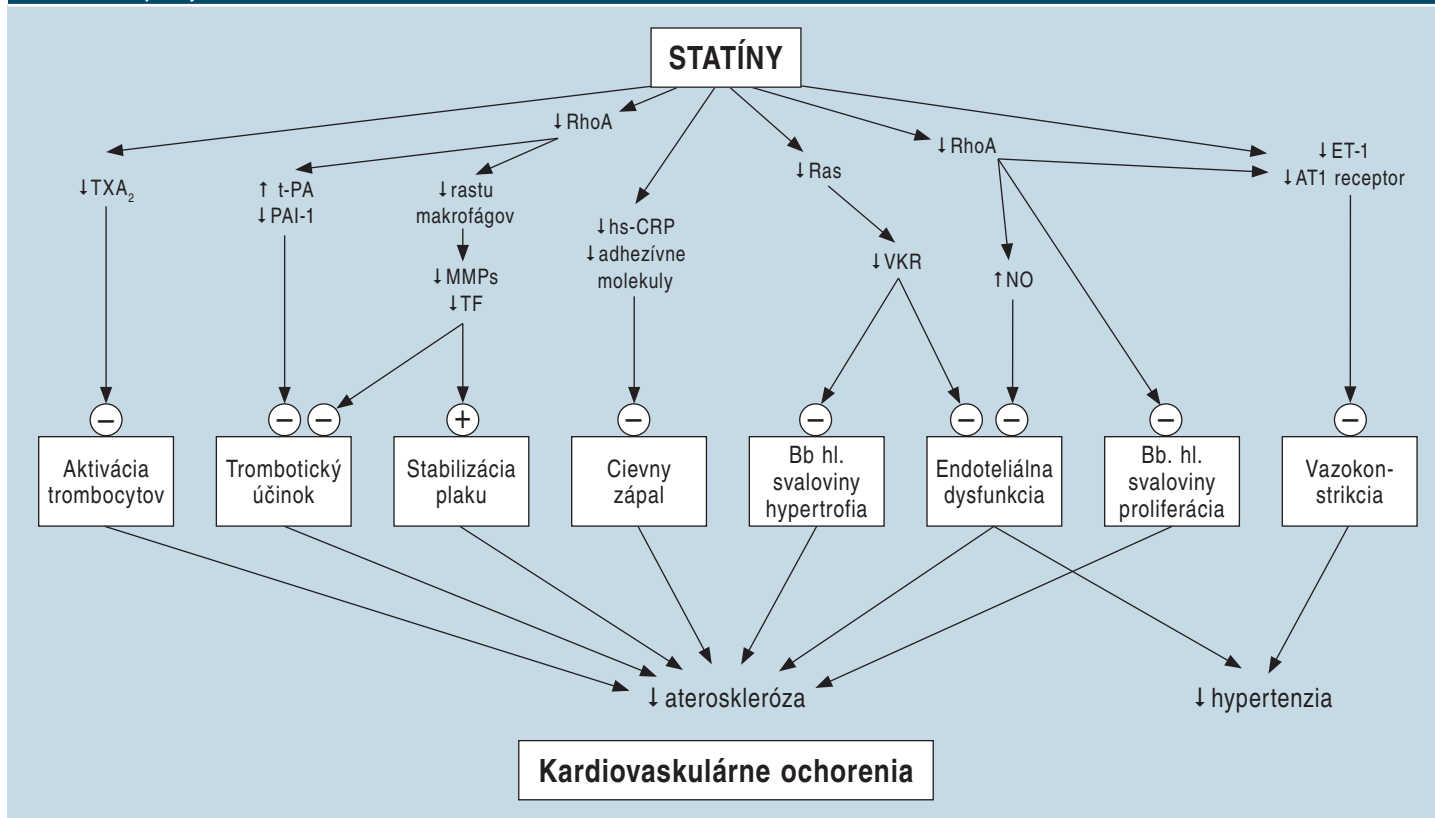 STATÍNY
↓RhoA
↓TXA₂
↑ t-PA
↓PAI-1
↓rastu
makrofágov
↓MMPs
↓TF
↓hs-CRP
↓adhezívne
molekuly
↓Ras
↓VKR
↓RhoA
↑NO
↓ET-1
↓AT1 receptor
−
− −
+
−
−
− −
−
−
Aktivácia
trombocytov
Trombotický
účinok
Stabilizácia
plaku
Cievny
zápal
Bb hl.
svaloviny
hypertrofia
Endoteliálna
dysfunkcia
Bb. hl.
svaloviny
proliferácia
Vazokon-
strikcia
↓ ateroskleróza
↓ hypertenzia
Kardiovaskulárne ochorenia